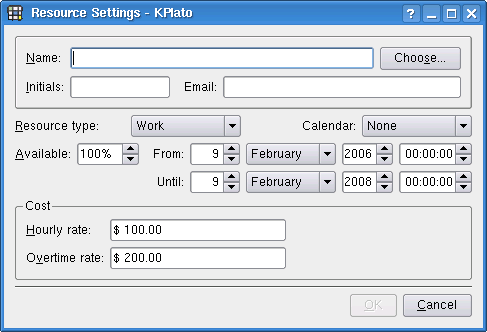 Resource Settings - KPlato
Name: Choose...
Initials: Email:
Resource type: Work Calendar: None
Available: 100% From: 9 February 2006 00:00:00
Until: 9 February 2008 00:00:00
Cost
Hourly rate: $ 100.00
Overtime rate: $ 200.00
OK Cancel